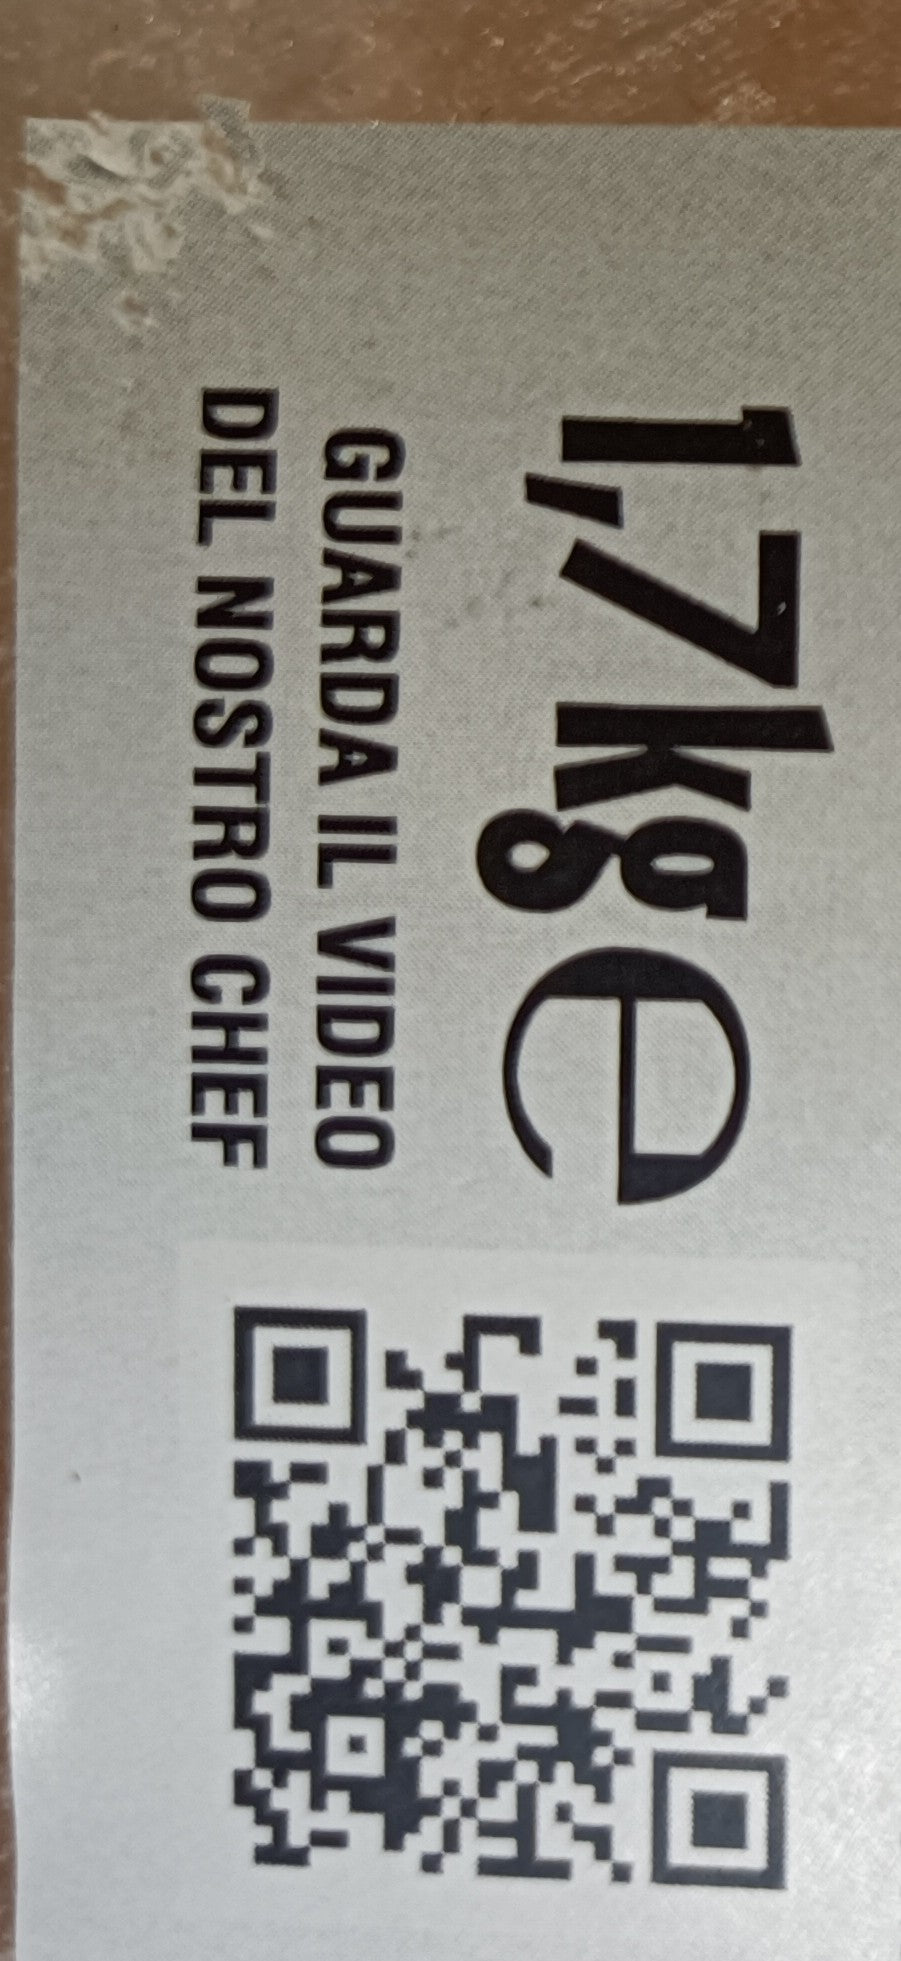 1,7kg e
GUARDA IL VIDEO
DEL NOSTRO CHEF